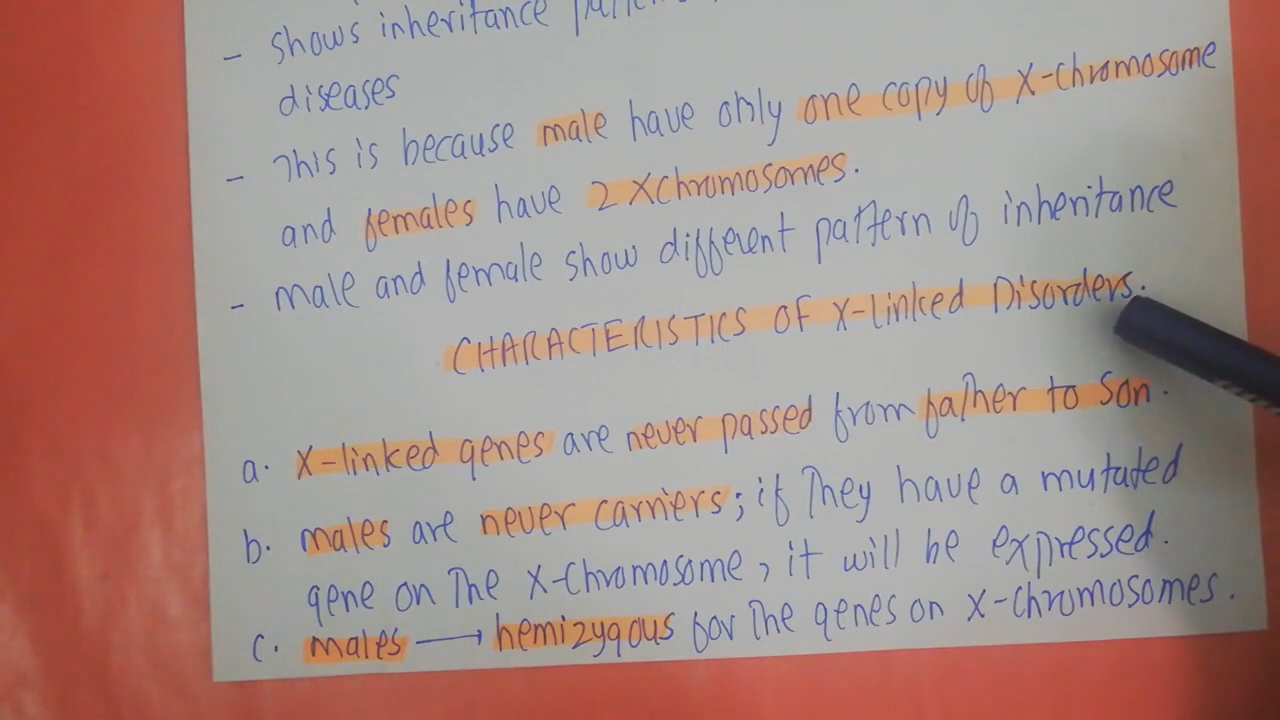 - shows inheritance
diseases
- This is because male have only one copy of X-chromosome
and females have 2 Xchromosomes.
- male and female show different pattern of inheritance
CHARACTERISTICS OF X-linked Disorders.
a. X-linked genes are never passed from father to son.
b. males are never carriers; if They have a mutated
gene on The X-Chromosome, it will be expressed.
c. males → hemizygous for The genes on X-chromosomes.